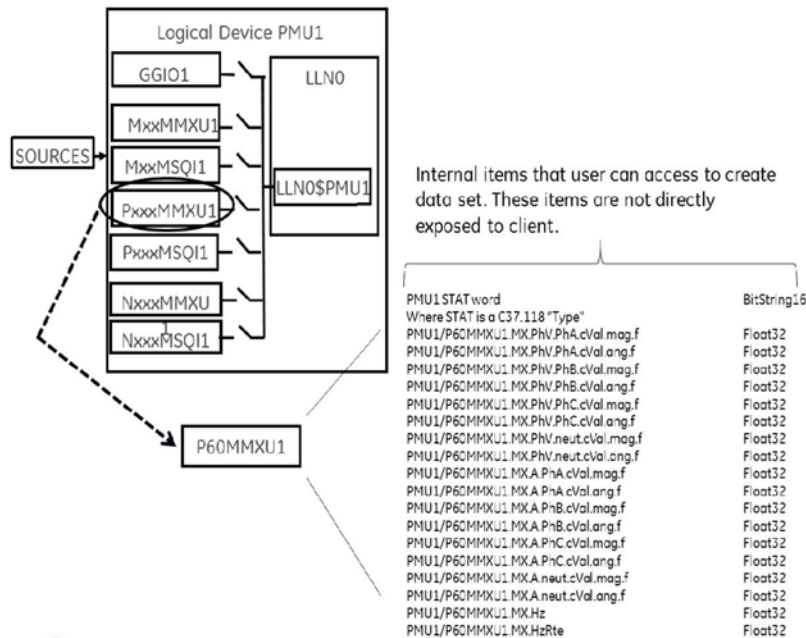 Logical Device PMU1
GGIO1
LLN0
MxxMMXU1
SOURCES
MxxMSQI1
LLN0$PMU1
PxxxMMXU1
PxxxMSQI1
NxxxMMXU
1
NxxxMSQI1
P60MMXU1
Internal items that user can access to create
data set. These items are not directly
exposed to client.
PMU1 STAT word BitString16
Where STAT is a C37.118 "Type"
PMU1/P60MMXU1.MX.PhV.PhA.cVal.mag.f Float32
PMU1/P60MMXU1.MX.PhV.PhA.cVal.ang.f Float32
PMU1/P60MMXU1.MX.PhV.PhB.cVal.mag.f Float32
PMU1/P60MMXU1.MX.PhV.PhB.cVal.ang.f Float32
PMU1/P60MMXU1.MX.PhV.PhC.cVal.mag.f Float32
PMU1/P60MMXU1.MX.PhV.PhC.cVal.ang.f Float32
PMU1/P60MMXU1.MX.PhV.neut.cVal.mag.f Float32
PMU1/P60MMXU1.MX.PhV.neut.cVal.ang.f Float32
PMU1/P60MMXU1.MX.A.PhA.cVal.mag.f Float32
PMU1/P60MMXU1.MX.A.PhA.cVal.ang.f Float32
PMU1/P60MMXU1.MX.A.PhB.cVal.mag.f Float32
PMU1/P60MMXU1.MX.A.PhB.cVal.ang.f Float32
PMU1/P60MMXU1.MX.A.PhC.cVal.mag.f Float32
PMU1/P60MMXU1.MX.A.PhC.cVal.ang.f Float32
PMU1/P60MMXU1.MX.A.neut.cVal.mag.f Float32
PMU1/P60MMXU1.MX.A.neut.cVal.ang.f Float32
PMU1/P60MMXU1.MX.Hz Float32
PMU1/P60MMXU1.MX.HzRte Float32